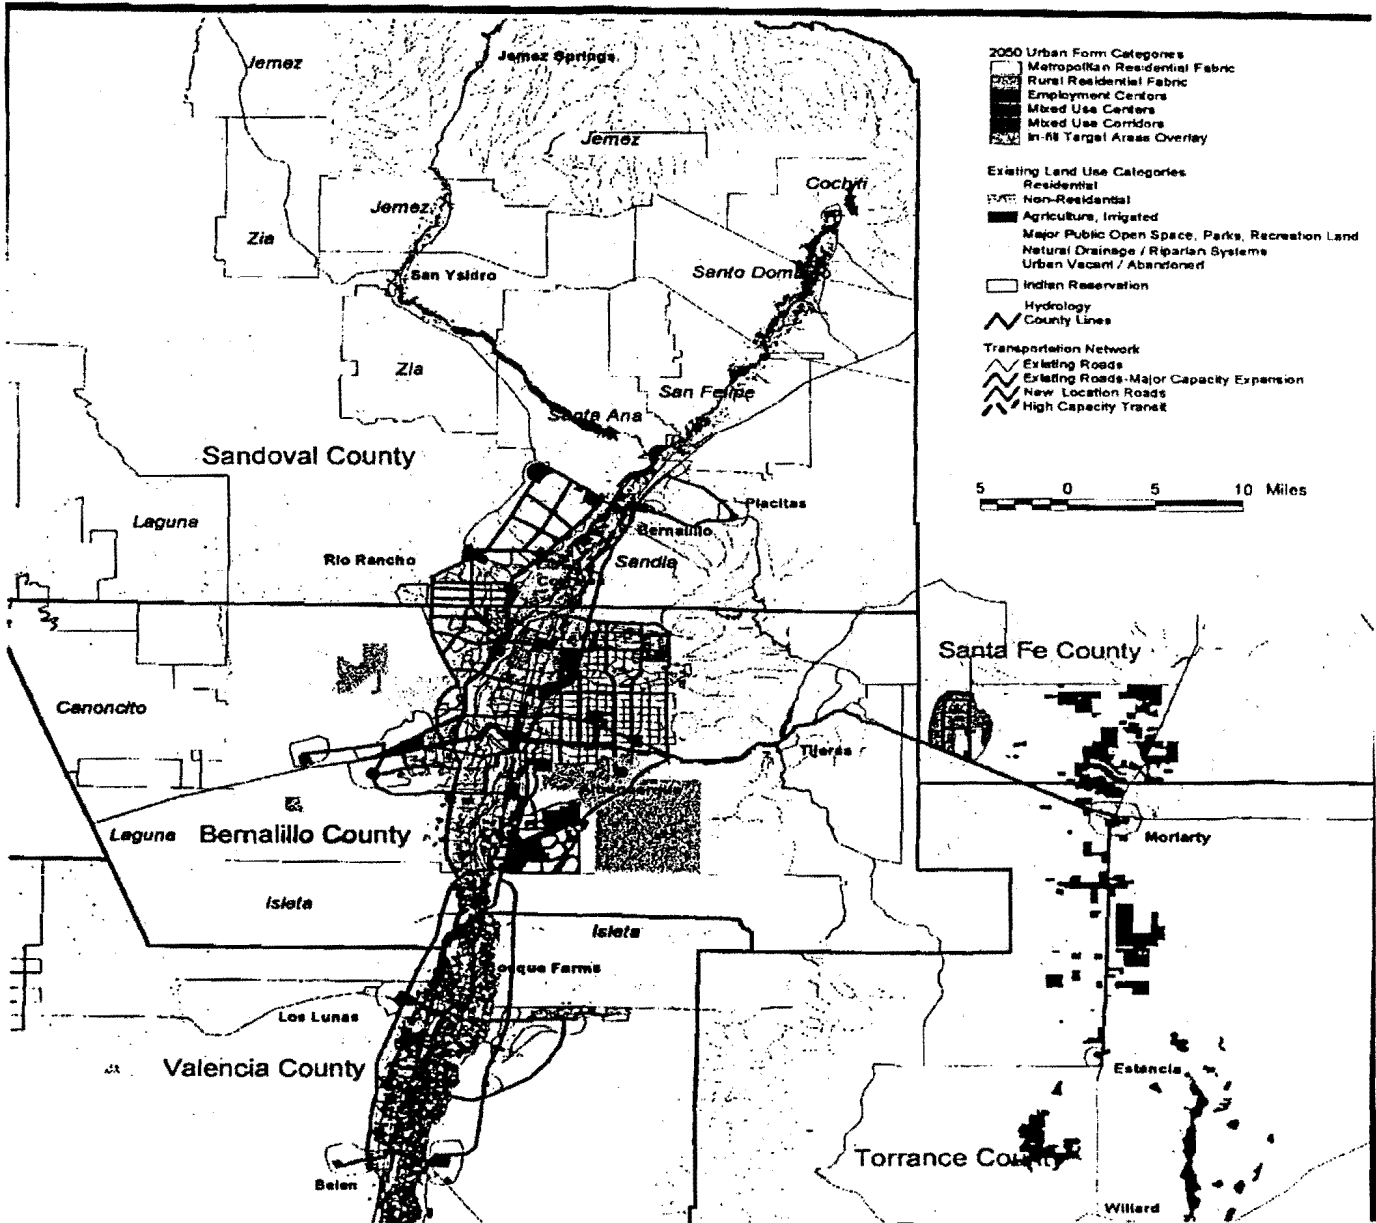 2050 Urban Form Categories
Metropolitan Residential Fabric
Rural Residential Fabric
Employment Centers
Mixed Use Centers
Mixed Use Corridors
In-fill Target Areas Overlay
Existing Land Use Categories
Residential
Non-Residential
Agriculture, Irrigated
Major Public Open Space, Parks, Recreation Land
Natural Drainage / Riparian Systems
Urban Vacant / Abandoned
Indian Reservation
Hydrology
County Lines
Transportation Network
Existing Roads
Existing Roads-Major Capacity Expansion
New Location Roads
High Capacity Transit
5 0 5 10 Miles
Jemez
Jemez Springs
Jemez
Cochiti
Jemez
Zia
San Ysidro
Santo Dom
Zia
San Felipe
Santa Ana
Sandoval County
Placitas
Laguna
Bernalillo
Rio Rancho
Sandia
Santa Fe County
Canoncito
Tijeras
Albuquerque
Laguna
Bernalillo County
Moriarty
Isleta
Isleta
osque Farms
Los Lunas
Valencia County
Estancia
Torrance County
Belen
Willard